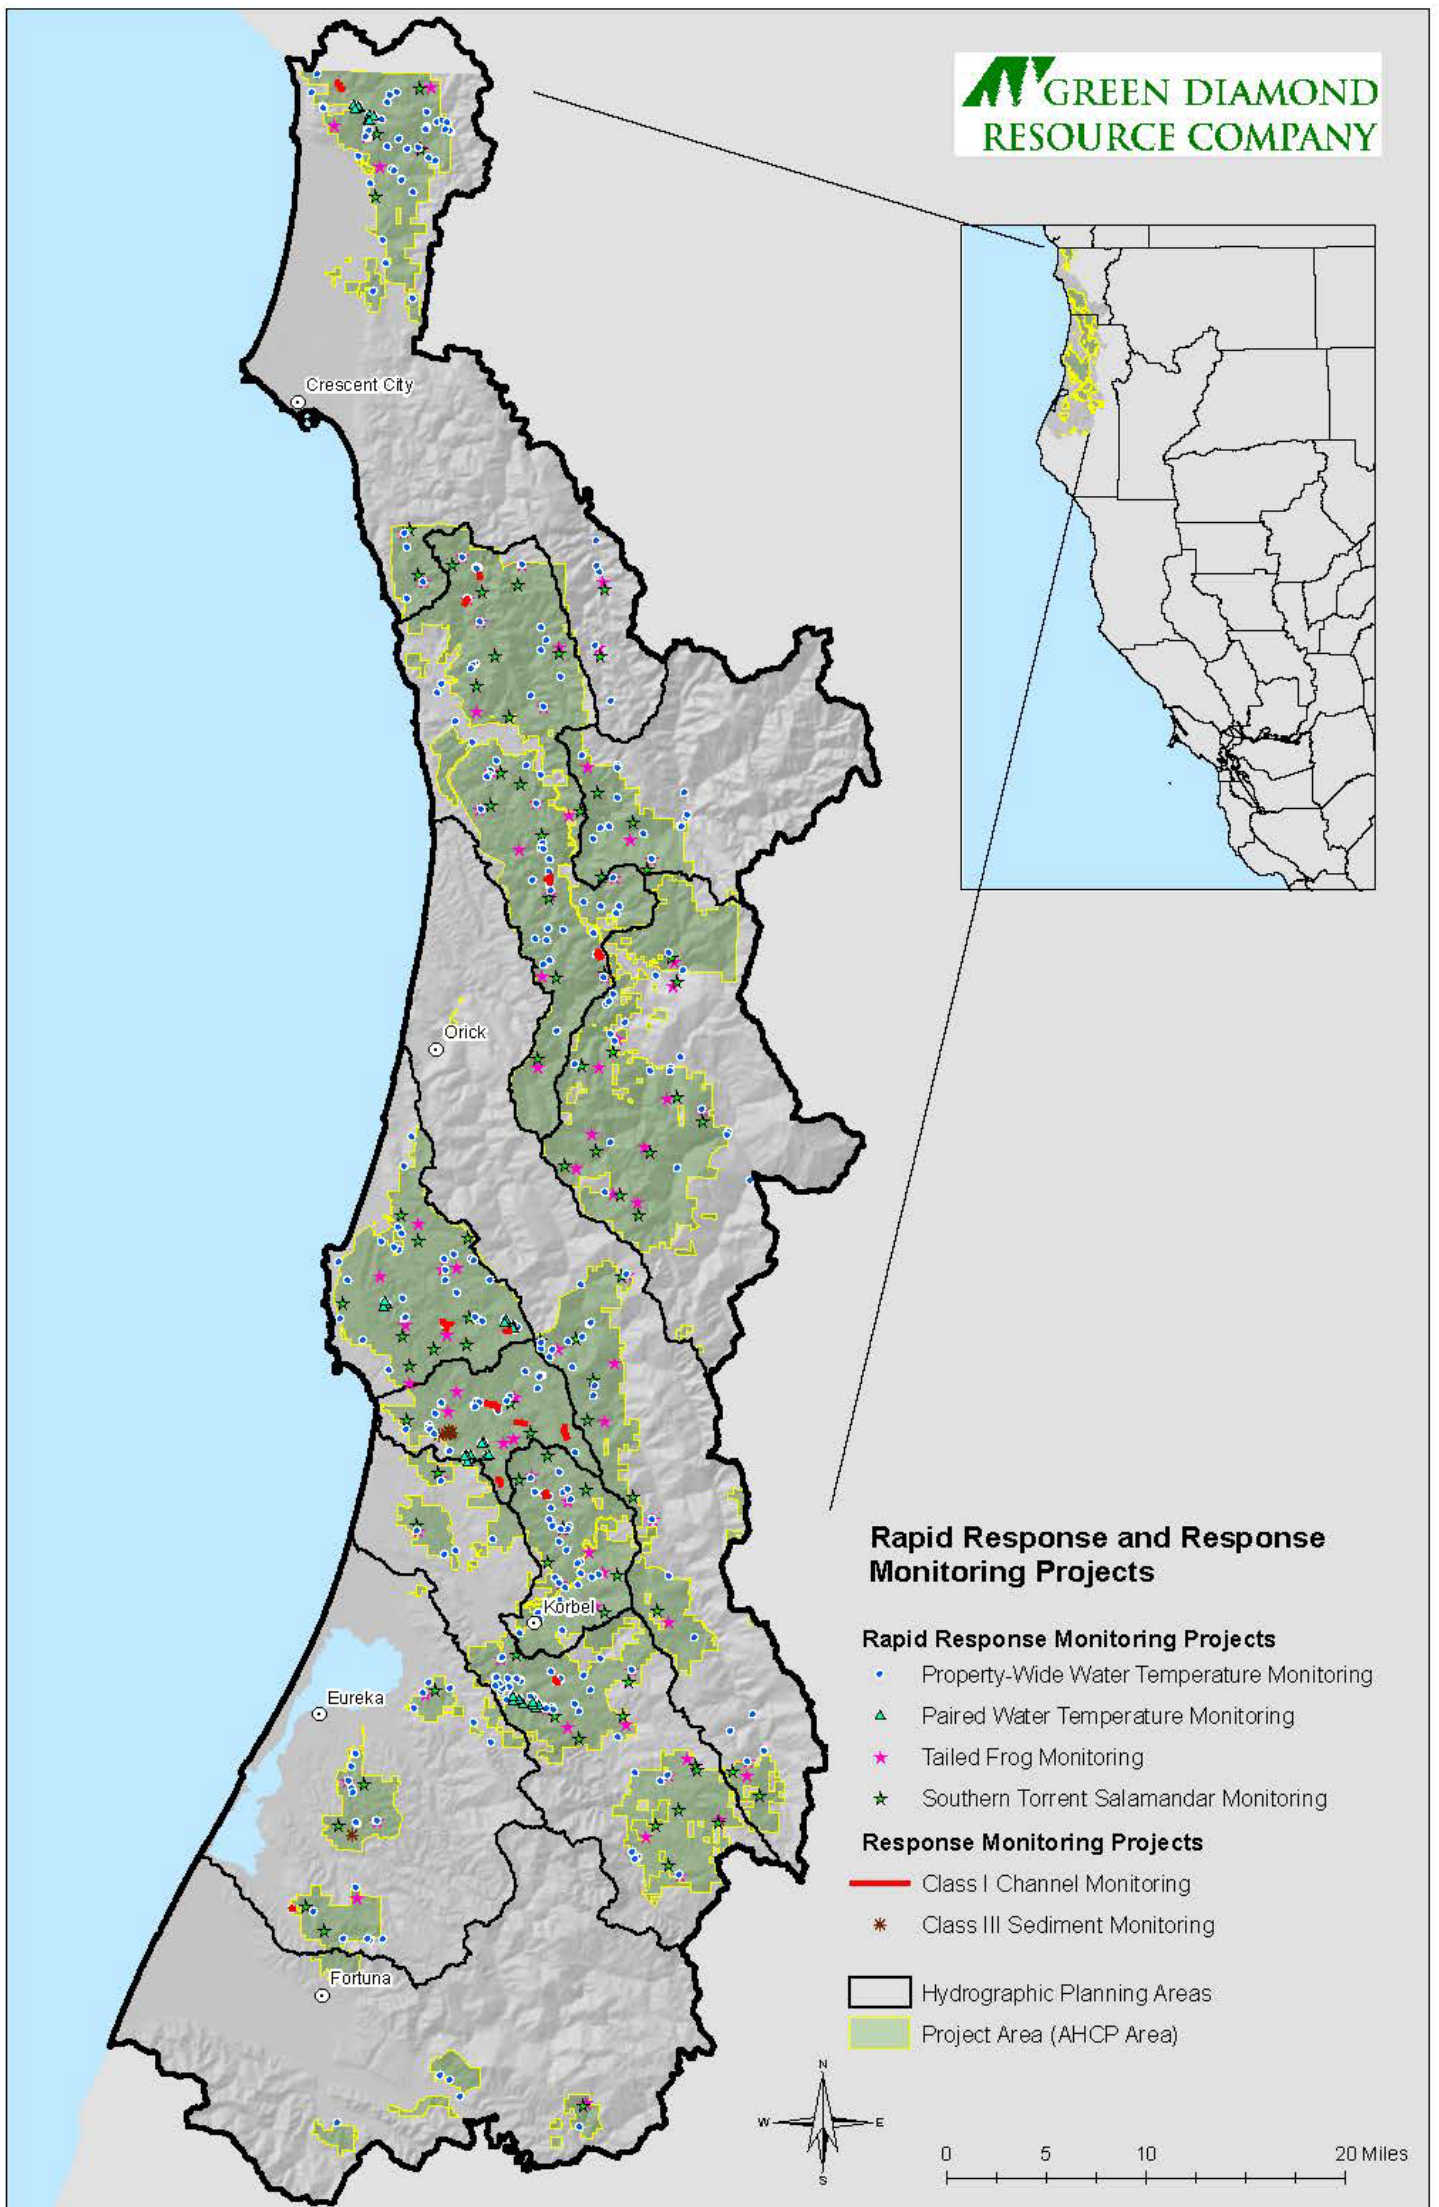 GREEN DIAMOND
RESOURCE COMPANY
Crescent City
Orick
Korbel
Eureka
Fortuna
Rapid Response and Response
Monitoring Projects
Rapid Response Monitoring Projects
Property-Wide Water Temperature Monitoring
Paired Water Temperature Monitoring
Tailed Frog Monitoring
Southern Torrent Salamandar Monitoring
Response Monitoring Projects
Class I Channel Monitoring
Class III Sediment Monitoring
Hydrographic Planning Areas
Project Area (AHCP Area)
N
W E
S
0 5 10 20 Miles